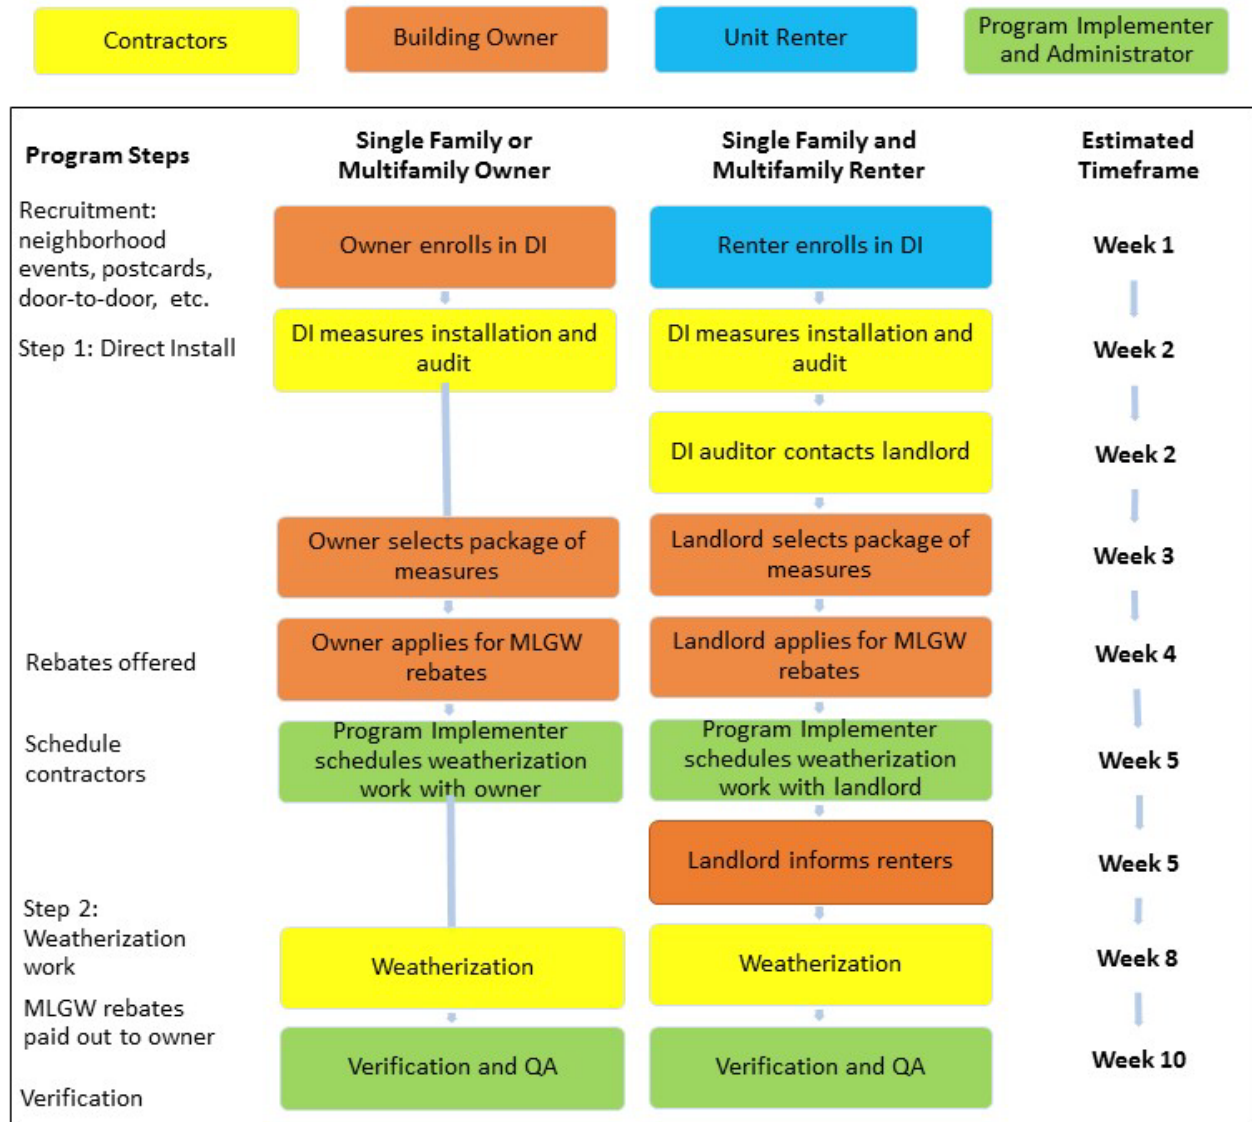 Contractors
Building Owner
Unit Renter
Program Implementer
and Administrator
Program Steps
Single Family or
Multifamily Owner
Single Family and
Multifamily Renter
Estimated
Timeframe
Recruitment:
neighborhood
events, postcards,
door-to-door, etc.
Owner enrolls in DI
Renter enrolls in DI
Week 1
Step 1: Direct Install
DI measures installation and
audit
DI measures installation and
audit
Week 2
DI auditor contacts landlord
Week 2
Owner selects package of
measures
Landlord selects package of
measures
Week 3
Rebates offered
Owner applies for MLGW
rebates
Landlord applies for MLGW
rebates
Week 4
Schedule
contractors
Program Implementer
schedules weatherization
work with owner
Program Implementer
schedules weatherization
work with landlord
Week 5
Landlord informs renters
Week 5
Step 2:
Weatherization
work
Weatherization
Weatherization
Week 8
MLGW rebates
paid out to owner
Verification and QA
Verification and QA
Week 10
Verification